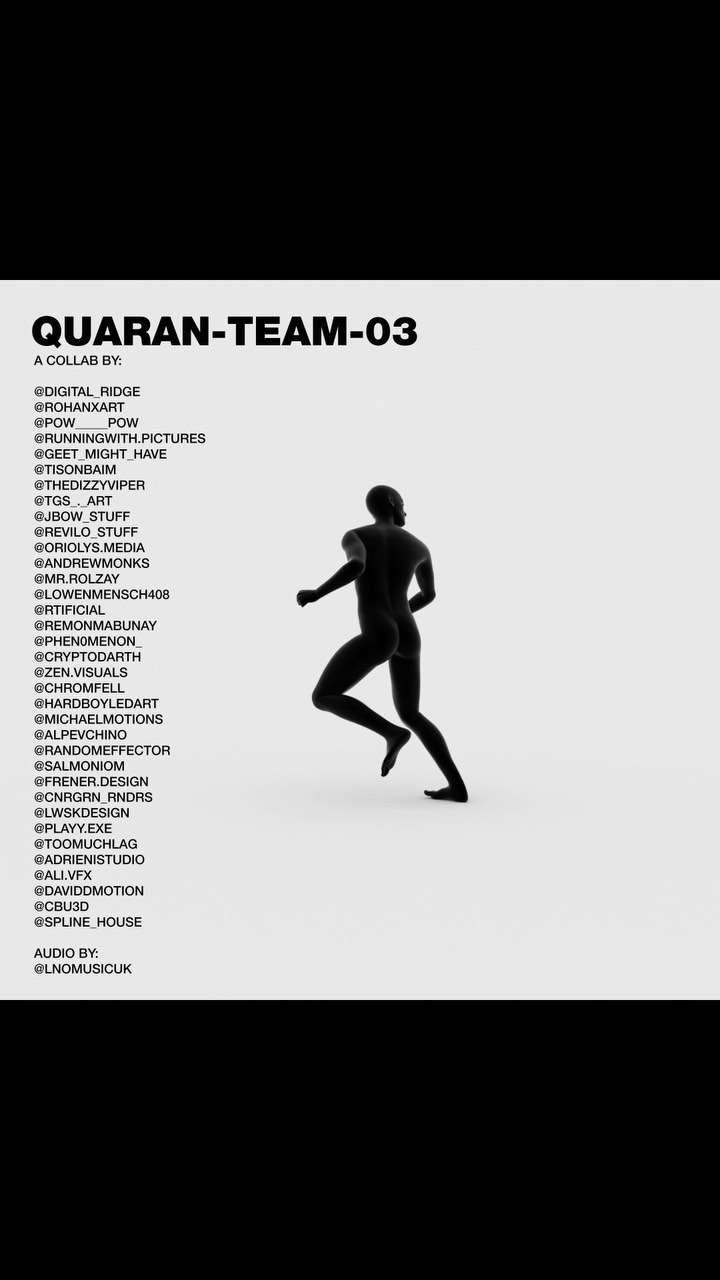 QUARAN-TEAM-03
A COLLAB BY:
@DIGITAL_RIDGE
@ROHANXART
@POW_____POW
@RUNNINGWITH.PICTURES
@GEET_MIGHT_HAVE
@TISONBAIM
@THEDIZZYVIPER
@TGS_._ART
@JBOW_STUFF
@REVILO_STUFF
@ORIOLYS.MEDIA
@ANDREWMONKS
@MR.ROLZAY
@LOWENMENSCH408
@RTIFICIAL
@REMONMABUNAY
@PHEN0MENON_
@CRYPTODARTH
@ZEN.VISUALS
@CHROMFELL
@HARDBOYLEDART
@MICHAELMOTIONS
@ALPEVCHINO
@RANDOMEFFECTOR
@SALMONIOM
@FRENER.DESIGN
@CNRGRN_RNDRS
@LWSKDESIGN
@PLAYY.EXE
@TOOMUCHLAG
@ADRIENISTUDIO
@ALI.VFX
@DAVIDDMOTION
@CBU3D
@SPLINE_HOUSE
AUDIO BY:
@LNOMUSICUK